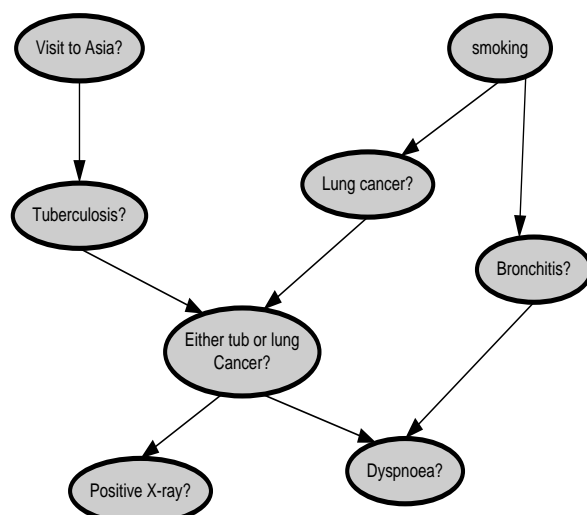 Visit to Asia?
smoking
Lung cancer?
Tuberculosis?
Bronchitis?
Either tub or lung
Cancer?
Dyspnoea?
Positive X-ray?